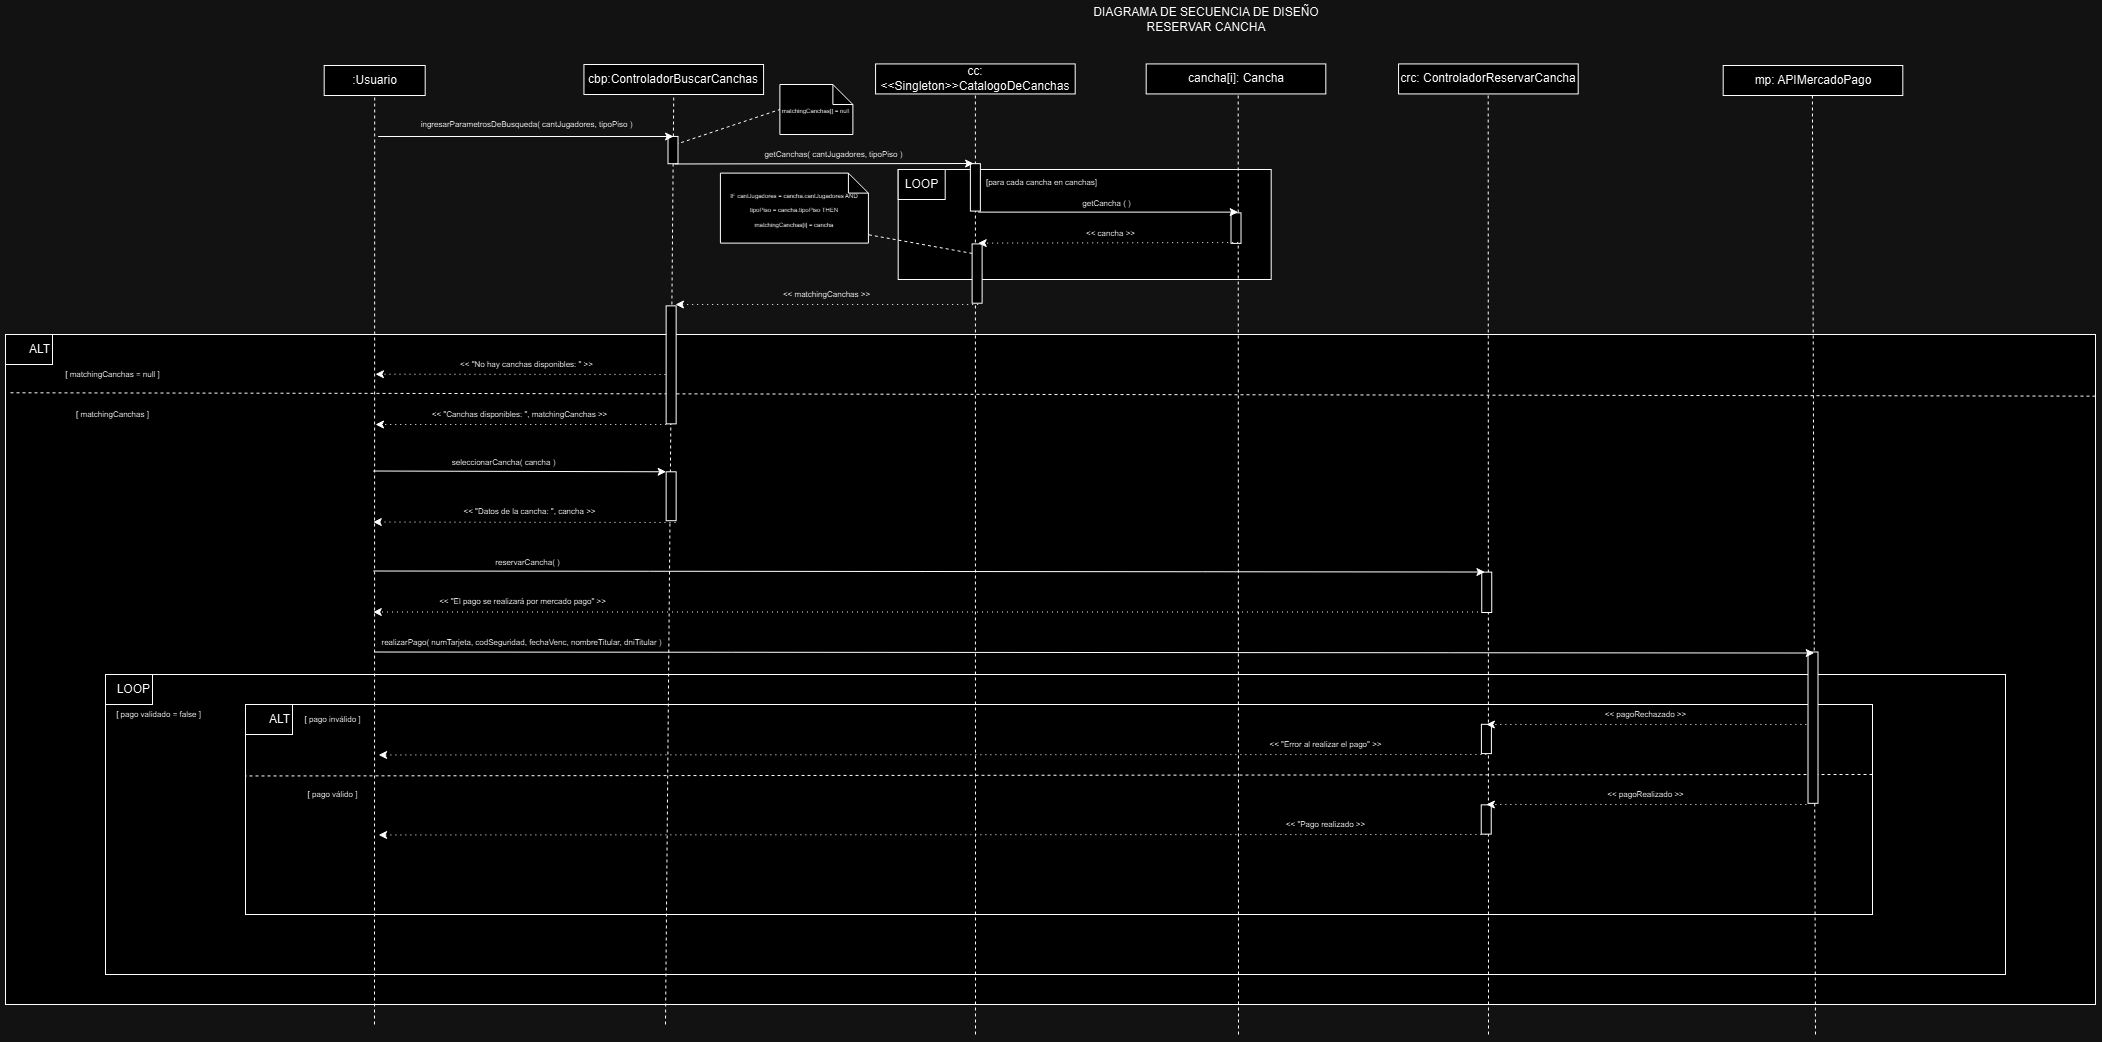 DIAGRAMA DE SECUENCIA DE DISEÑO
RESERVAR CANCHA
:Usuario
cbp:ControladorBuscarCanchas
cc:
<<Singleton>>CatalogoDeCanchas
cancha[i]: Cancha
crc: ControladorReservarCancha
mp: APIMercadoPago
matchingCanchas[] = null
ingresarParametrosDeBusqueda( cantJugadores, tipoPiso )
getCanchas( cantJugadores, tipoPiso )
LOOP
[para cada cancha en canchas]
IF cantJugadores = cancha.cantJugadores AND
tipoPiso = cancha.tipoPiso THEN
matchingCanchas[i] = cancha
getCancha ( )
<< cancha >>
<< matchingCanchas >>
ALT
[ matchingCanchas = null ]
<< "No hay canchas disponibles: " >>
[ matchingCanchas ]
<< "Canchas disponibles: ", matchingCanchas >>
seleccionarCancha( cancha )
<< "Datos de la cancha: ", cancha >>
reservarCancha( )
<< "El pago se realizará por mercado pago" >>
realizarPago( numTarjeta, codSeguridad, fechaVenc, nombreTitular, dniTitular )
LOOP
[ pago validado = false ]
ALT
[ pago inválido ]
<< pagoRechazado >>
<< "Error al realizar el pago" >>
[ pago válido ]
<< pagoRealizado >>
<< "Pago realizado >>